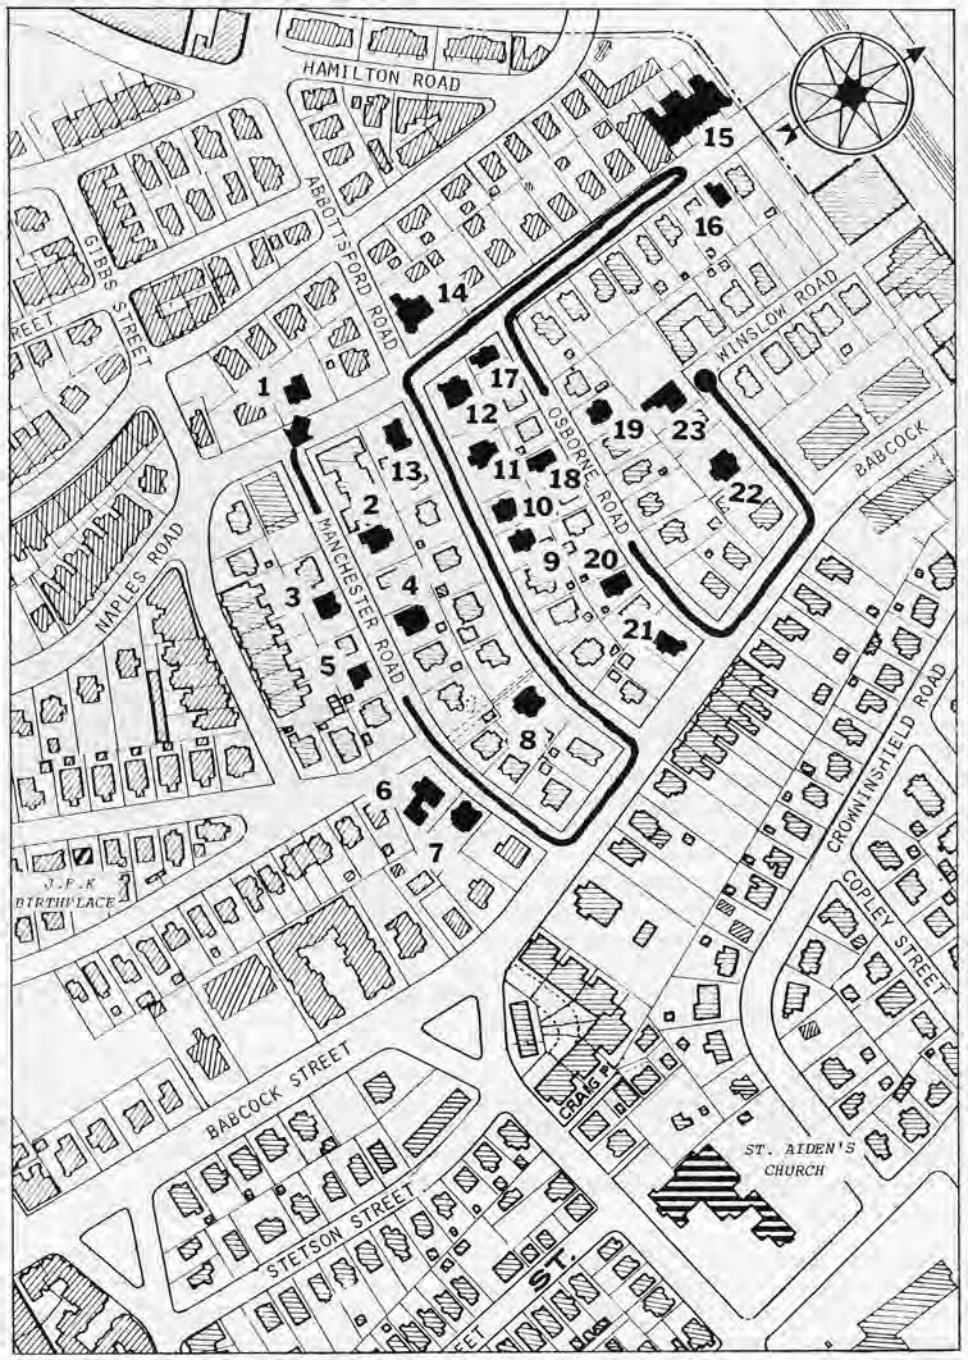 HAMILTON ROAD
15
ABBOTTSFORD ROAD
16
GIBBS STREET
14
REET
WINSLOW ROAD
1
17
12
OSBORNE ROAD
19
23
BABCOCK
13
11
18
22
2
10
MANCHESTER ROAD
9
20
NAPLES ROAD
3
4
21
5
8
CROWNINSHIELD ROAD
6
7
J.F.K
BIRTHPLACE
COPLEY STREET
BABCOCK STREET
CRAIG P
ST. AIDEN'S
CHURCH
STETSON STREET
ST.
EET